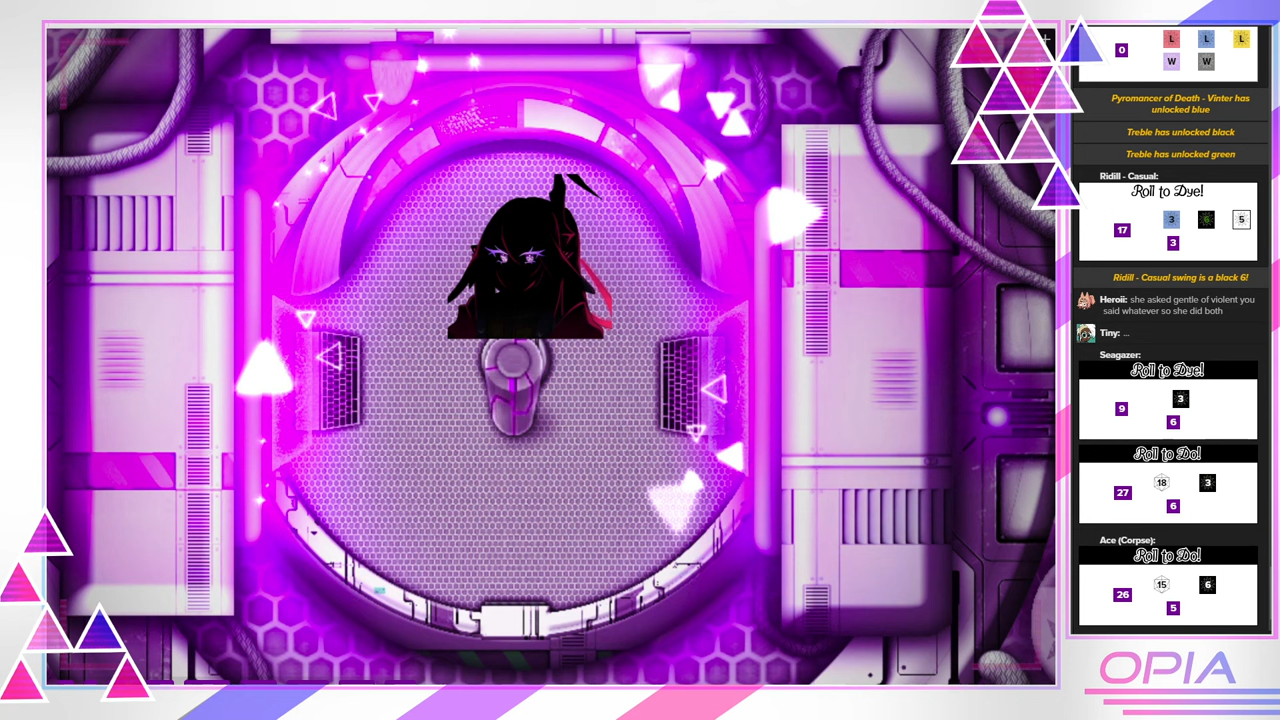 L L L
0
W W
Pyromancer of Death - Vinter has
unlocked blue
Treble has unlocked black
Treble has unlocked green
Ridill - Casual:
Roll to Dye!
3 6 5
17
3
Ridill - Casual swing is a black 6!
Heroii: she asked gentle of violent you
said whatever so she did both
Tiny: ...
Seagazer:
Roll to Dye!
3
9
6
Roll to Do!
18 3
27
6
Ace (Corpse):
Roll to Do!
15 6
26
5
OPIA